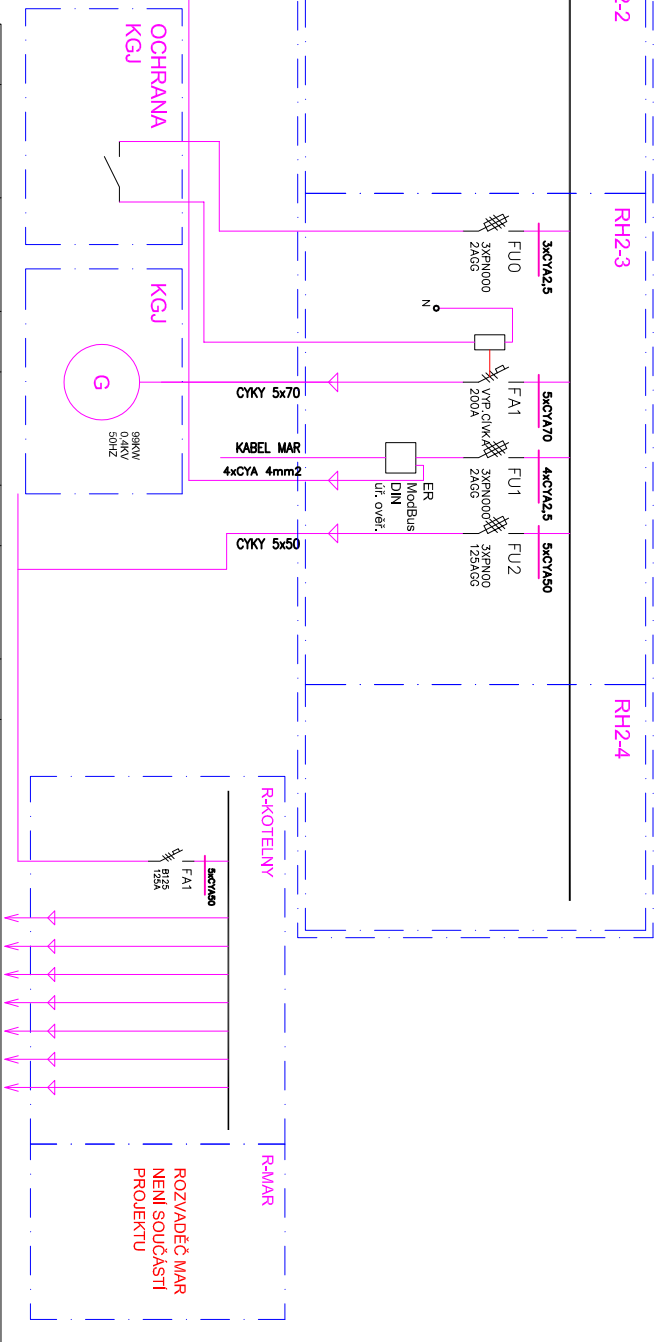 2-2
RH2-3
RH2-4
OCHRANA
KGJ
3xCYA2,5
FU0
3XPN000
2AGG
N
5xCYA70
FA1
VYP.CIVKA
200A
4xCYA2,5
FU1
3XPN000
2AGG
5xCYA50
FU2
3XPN00
125AGG
ER
ModBus
DIN
úř. ověř.
KGJ
G
99KW
0,4KV
50HZ
CYKY 5x70
KABEL MAR
4xCYA 4mm2
CYKY 5x50
R-KOTELNY
5xCYA50
FA1
B125
125A
R-MAR
ROZVADĚČ MAR
NENÍ SOUČÁSTÍ
PROJEKTU